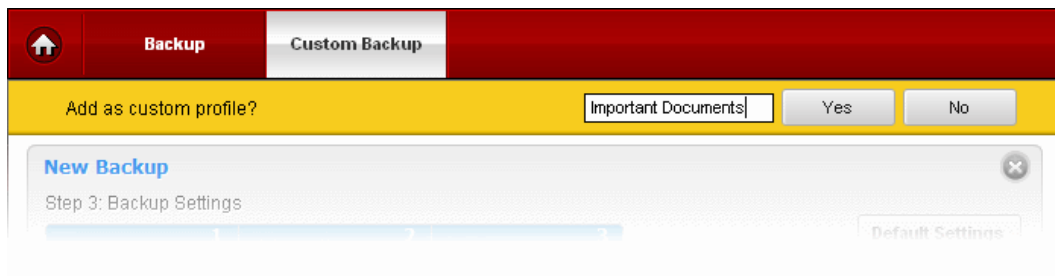 Backup Custom Backup
Add as custom profile? Important Documents Yes No
New Backup
Step 3: Backup Settings
1 2 3 Default Settings